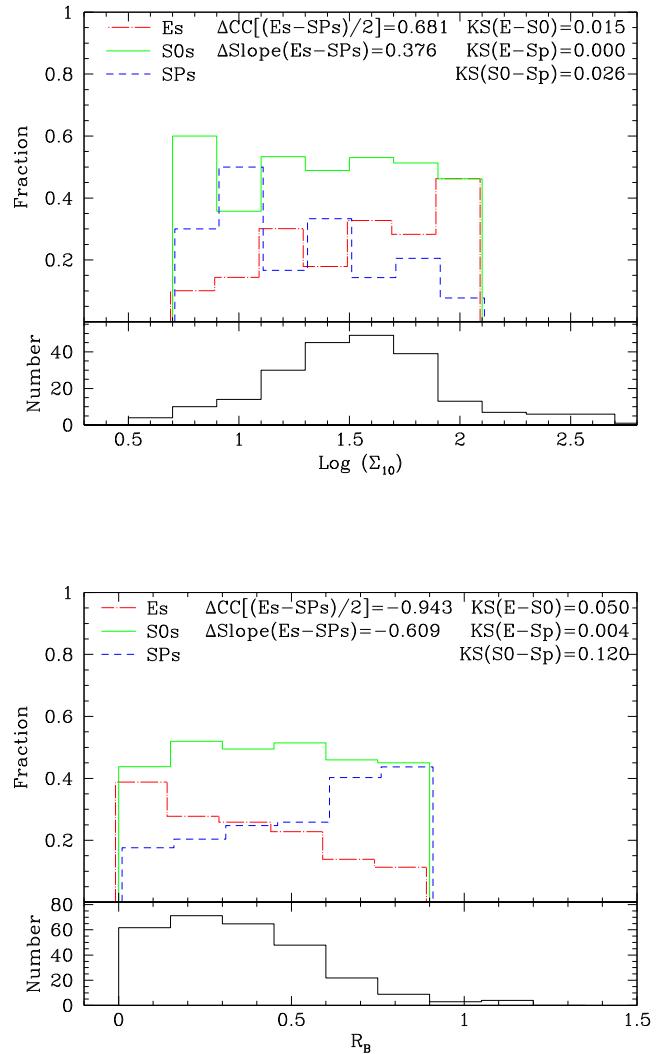 1
Es ΔCC[(Es−SPs)/2]=0.681 KS(E−S0)=0.015
S0s ΔSlope(Es−SPs)=0.376 KS(E−Sp)=0.000
SPs KS(S0−Sp)=0.026
0.8
0.6
0.4
0.2
Fraction
40
20
0
Number
0.5 1 1.5 2 2.5
Log (Σ10)
1
Es ΔCC[(Es−SPs)/2]=−0.943 KS(E−S0)=0.050
S0s ΔSlope(Es−SPs)=−0.609 KS(E−Sp)=0.004
SPs KS(S0−Sp)=0.120
0.8
0.6
0.4
0.2
Fraction
80
60
40
20
0
Number
0 0.5 1 1.5
RB